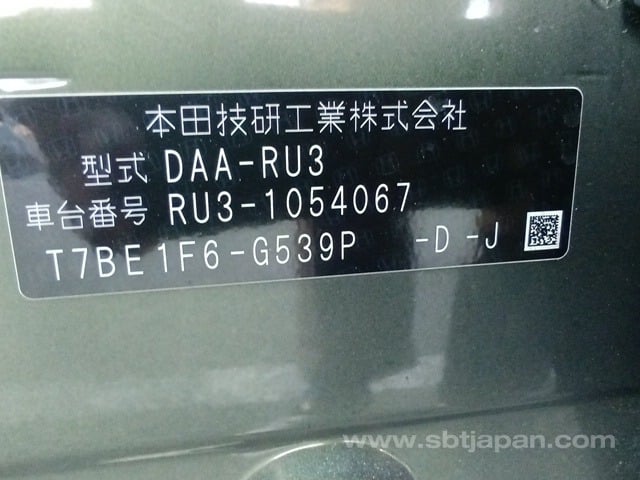 本田技研工業株式会社
型式 DAA-RU3
車台番号 RU3-1054067
T7BE1F6-G539P -D -J
www.sbtjapan.com